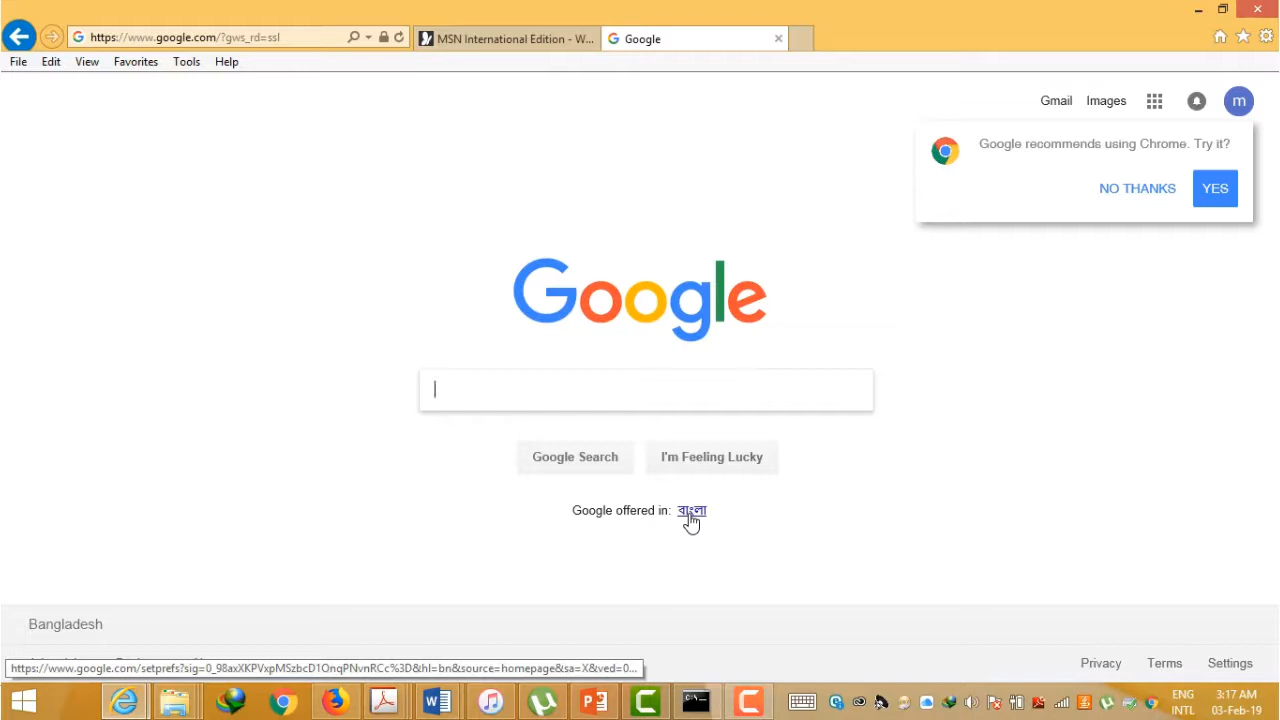 https://www.google.com/?gws_rd=ssl
MSN International Edition - W...
Google
File Edit View Favorites Tools Help
Gmail Images m
Google recommends using Chrome. Try it?
NO THANKS YES
Google
Google Search I'm Feeling Lucky
Google offered in: বাংলা
Bangladesh
https://www.google.com/setprefs?sig=0_98axXKPVxpMSzbcD1OnqPNvnRCc%3D&hl=bn&source=homepage&sa=X&ved=0...
Privacy Terms Settings
ENG 3:17 AM
INTL 03-Feb-19